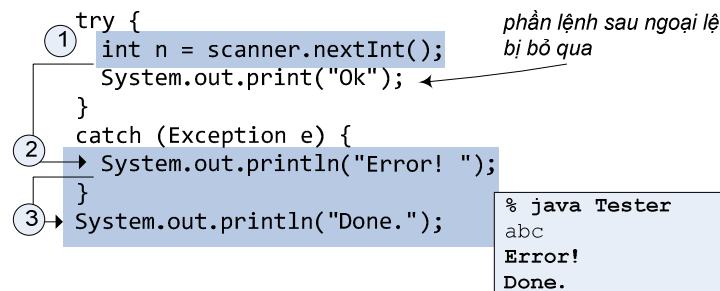 try {
1
int n = scanner.nextInt();
System.out.print("Ok");
}
catch (Exception e) {
2
System.out.println("Error! ");
}
3
System.out.println("Done.");
phần lệnh sau ngoại lệ
bị bỏ qua
% java Tester
abc
Error!
Done.